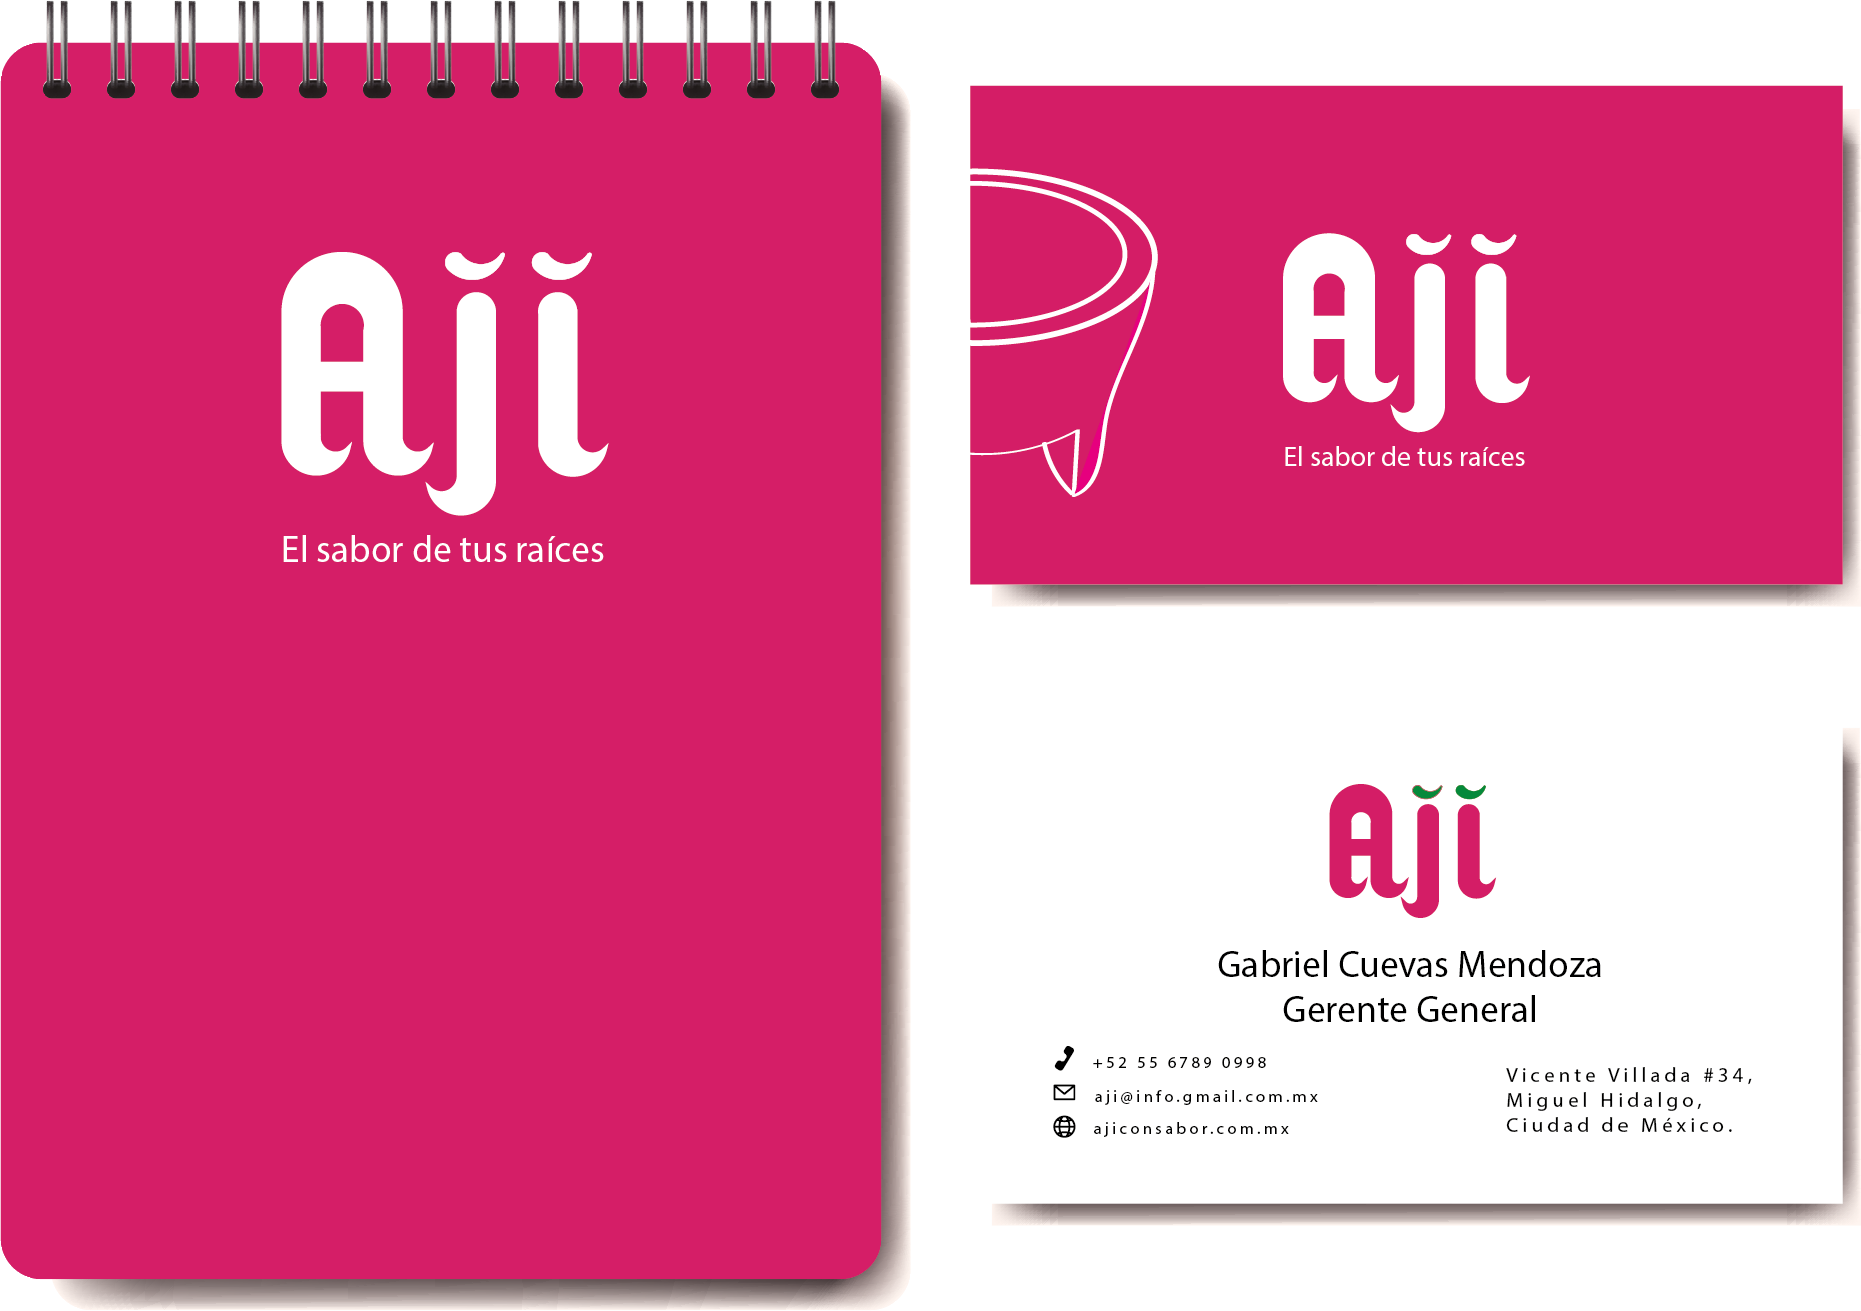 Aji
El sabor de tus raíces
Aji
El sabor de tus raíces
Aji
Gabriel Cuevas Mendoza
Gerente General
+52 55 6789 0998
aji@info.gmail.com.mx
ajiconsabor.com.mx
Vicente Villada #34,
Miguel Hidalgo,
Ciudad de México.